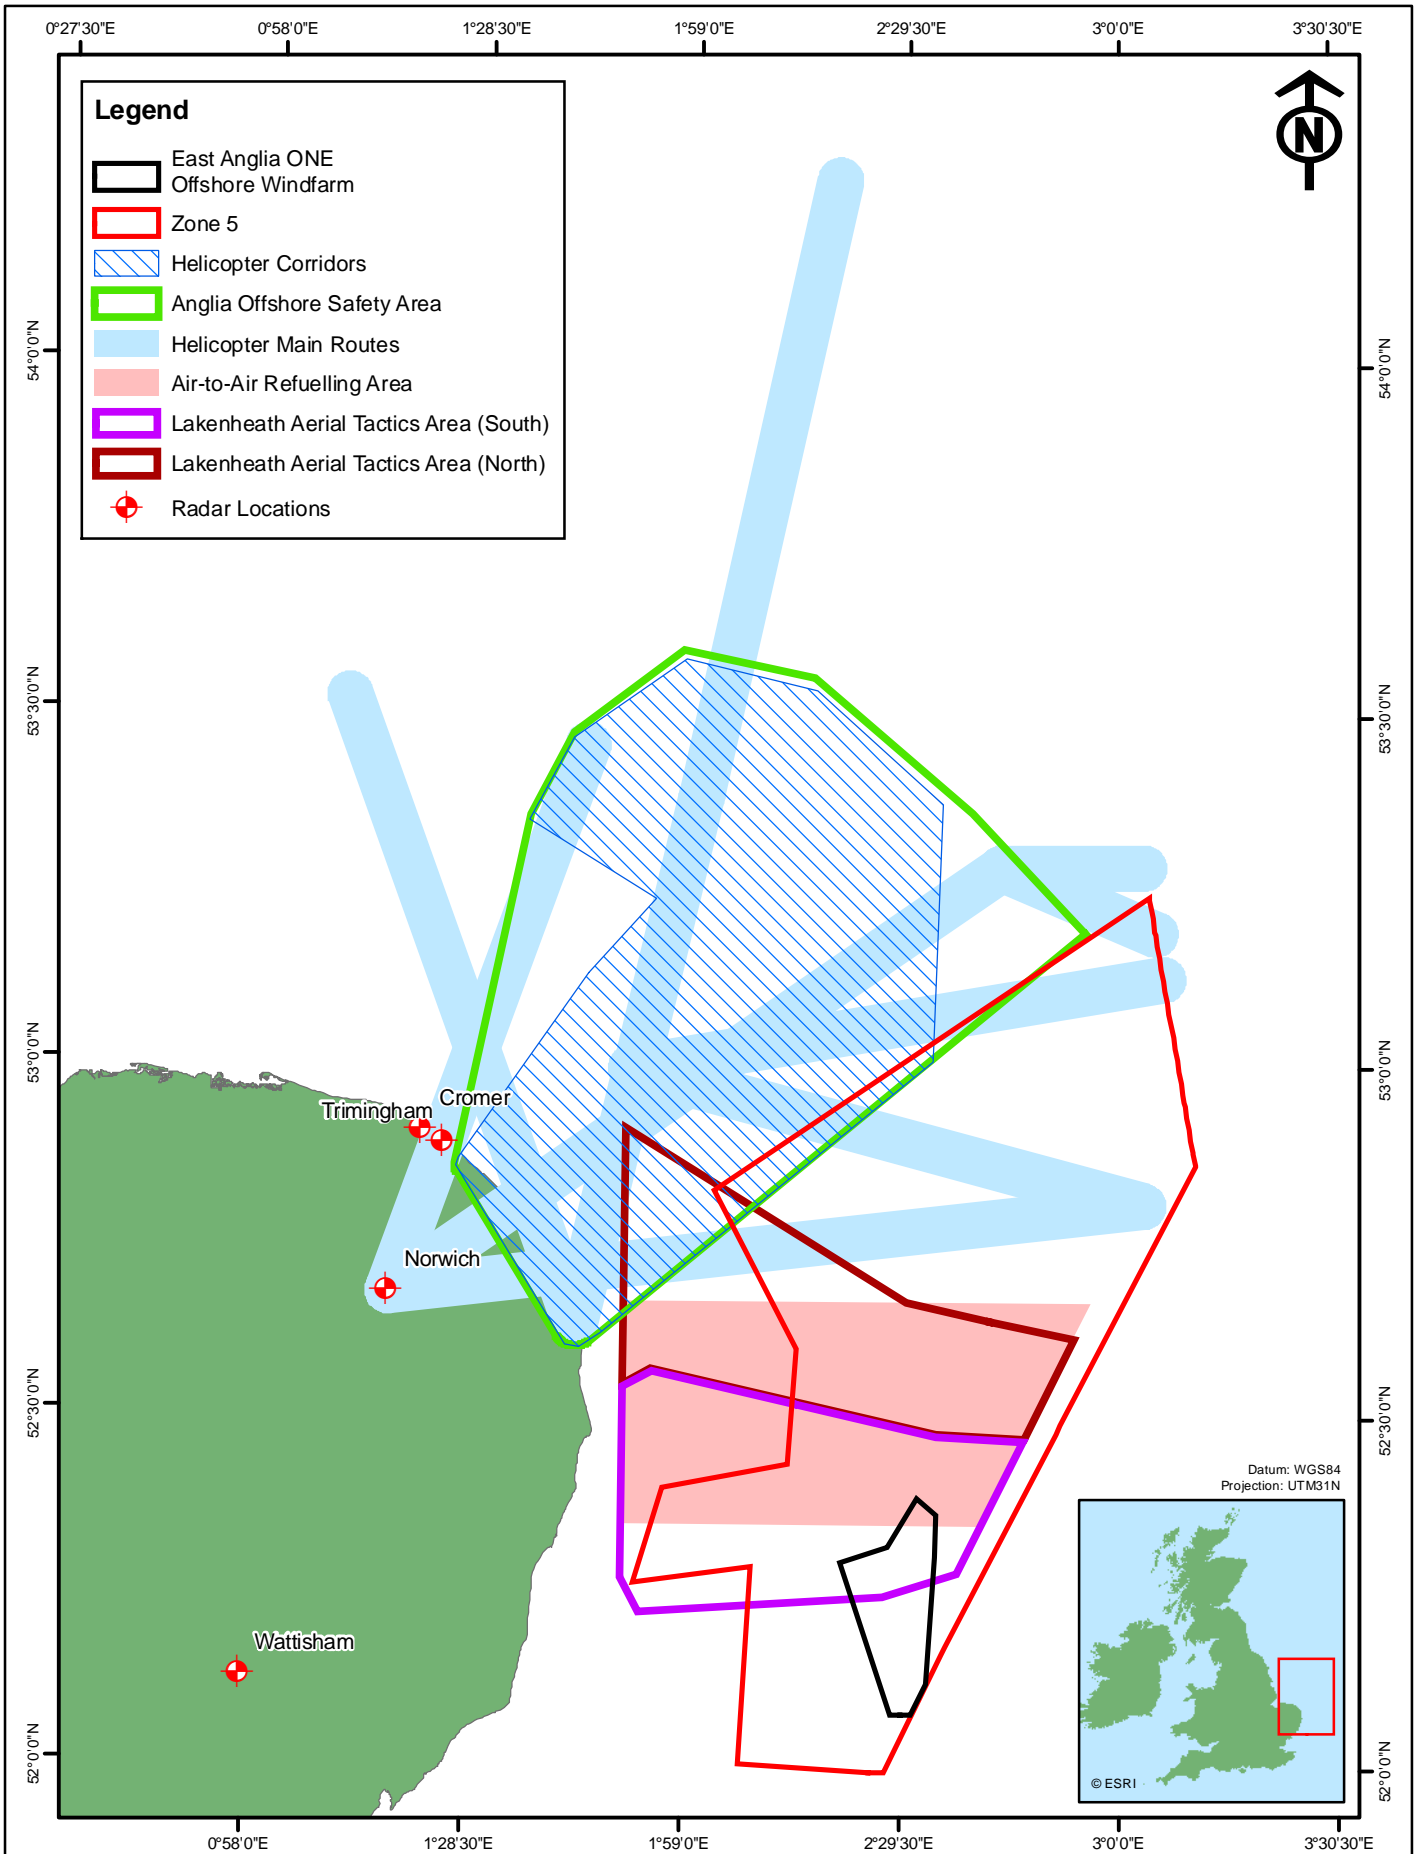 0°27'30"E 0°58'0"E 1°28'30"E 1°59'0"E 2°29'30"E 3°0'0"E 3°30'30"E
Legend
East Anglia ONE
Offshore Windfarm
Zone 5
Helicopter Corridors
Anglia Offshore Safety Area
Helicopter Main Routes
Air-to-Air Refuelling Area
Lakenheath Aerial Tactics Area (South)
Lakenheath Aerial Tactics Area (North)
Radar Locations
N
54°0'0"N
54°0'0"N
53°30'0"N
53°30'0"N
53°0'0"N
53°0'0"N
Cromer
Trimingham
Norwich
52°30'0"N
52°30'0"N
Datum: WGS84
Projection: UTM31N
Wattisham
52°0'0"N
52°0'0"N
© ESRI
0°58'0"E 1°28'30"E 1°59'0"E 2°29'30"E 3°0'0"E 3°30'30"E